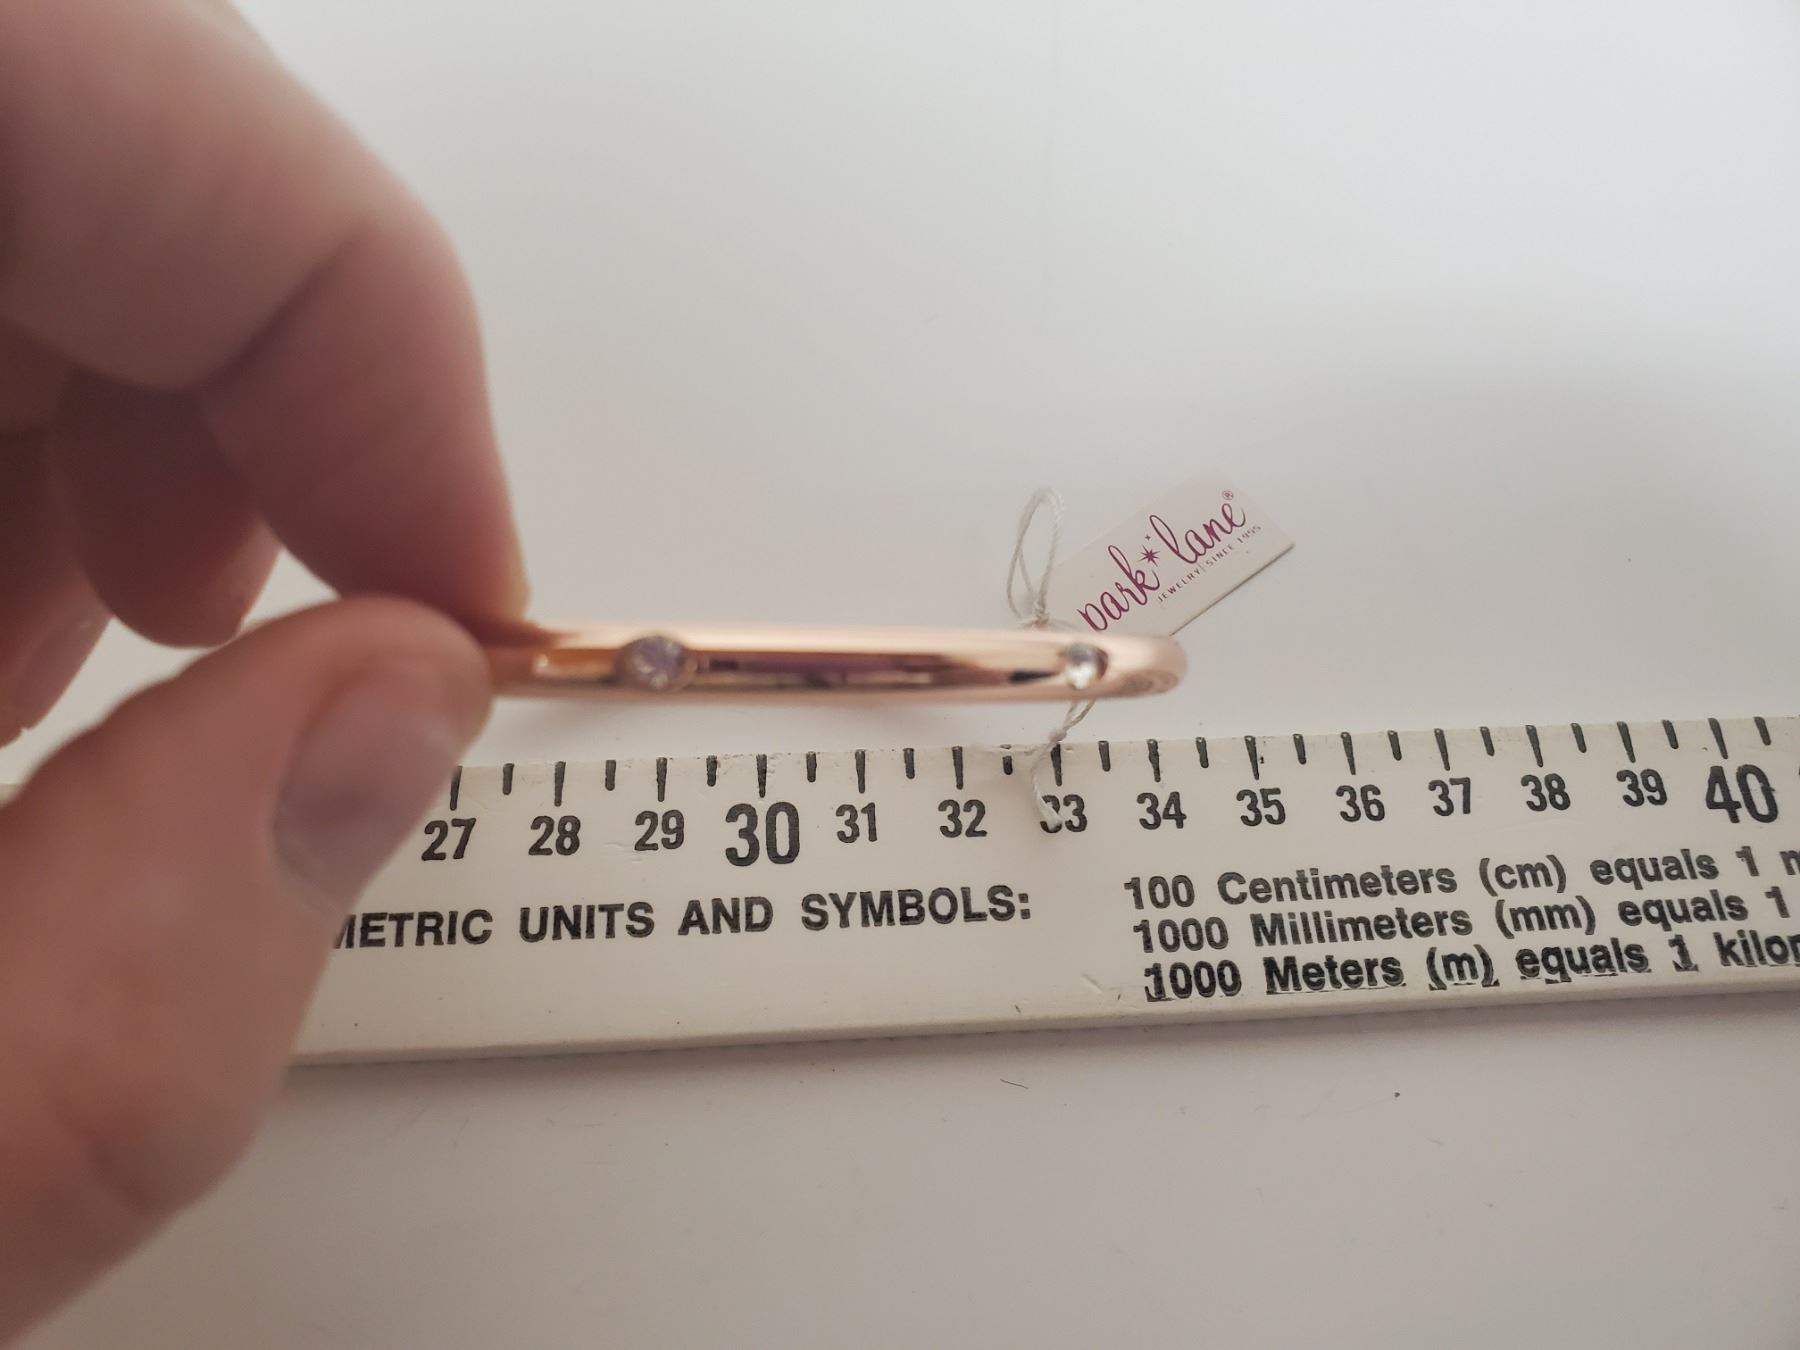 park lane®
JEWELRY | SINCE 1955
27 28 29 30 31 32 33 34 35 36 37 38 39 40
METRIC UNITS AND SYMBOLS:
100 Centimeters (cm) equals 1
1000 Millimeters (mm) equals 1
1000 Meters (m) equals 1